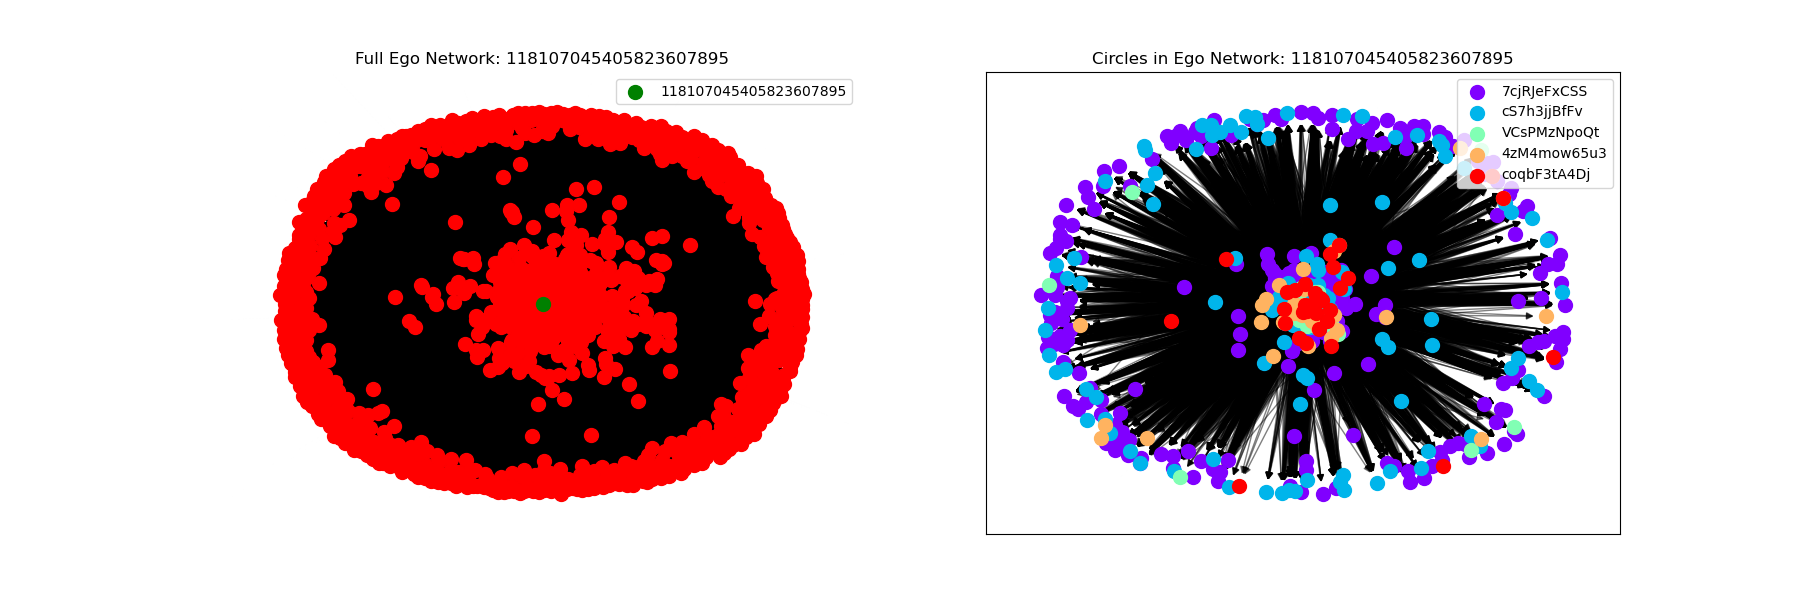 Full Ego Network: 118107045405823607895
118107045405823607895
Circles in Ego Network: 118107045405823607895
7cjRJeFxCSS
cS7h3jjBfFv
VCsPMzNpoQt
4zM4mow65u3
coqbF3tA4Dj